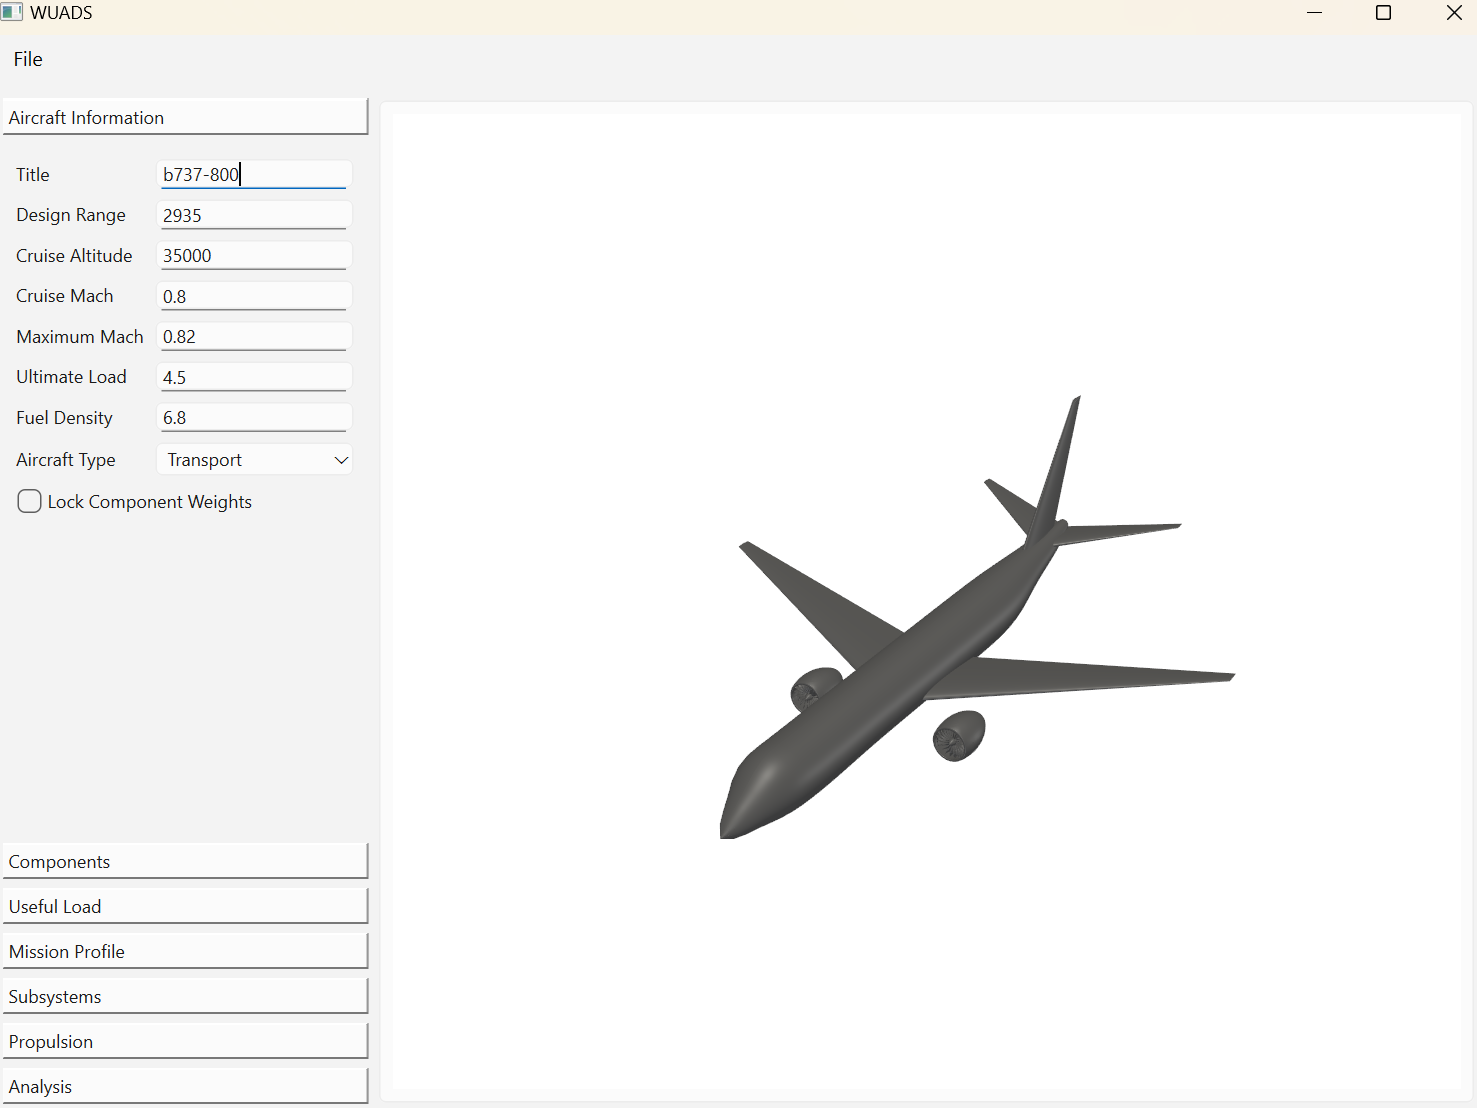 WUADS
File
Aircraft Information
Title b737-800
Design Range 2935
Cruise Altitude 35000
Cruise Mach 0.8
Maximum Mach 0.82
Ultimate Load 4.5
Fuel Density 6.8
Aircraft Type Transport
Lock Component Weights
Components
Useful Load
Mission Profile
Subsystems
Propulsion
Analysis